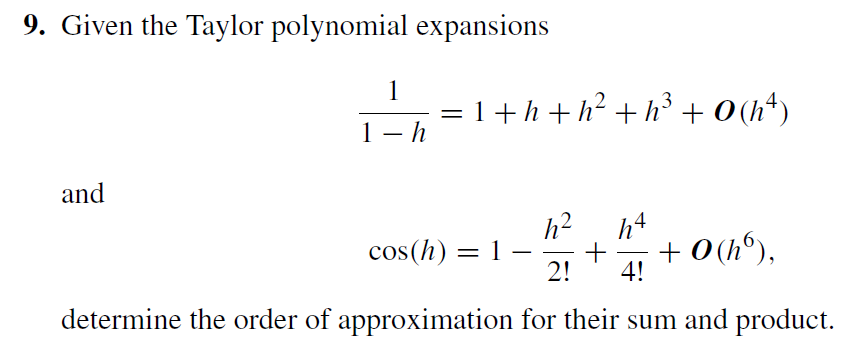 9. Given the Taylor polynomial expansions
1/(1 − h) = 1 + h + h² + h³ + O(h⁴)
and
cos(h) = 1 − h²/2! + h⁴/4! + O(h⁶),
determine the order of approximation for their sum and product.